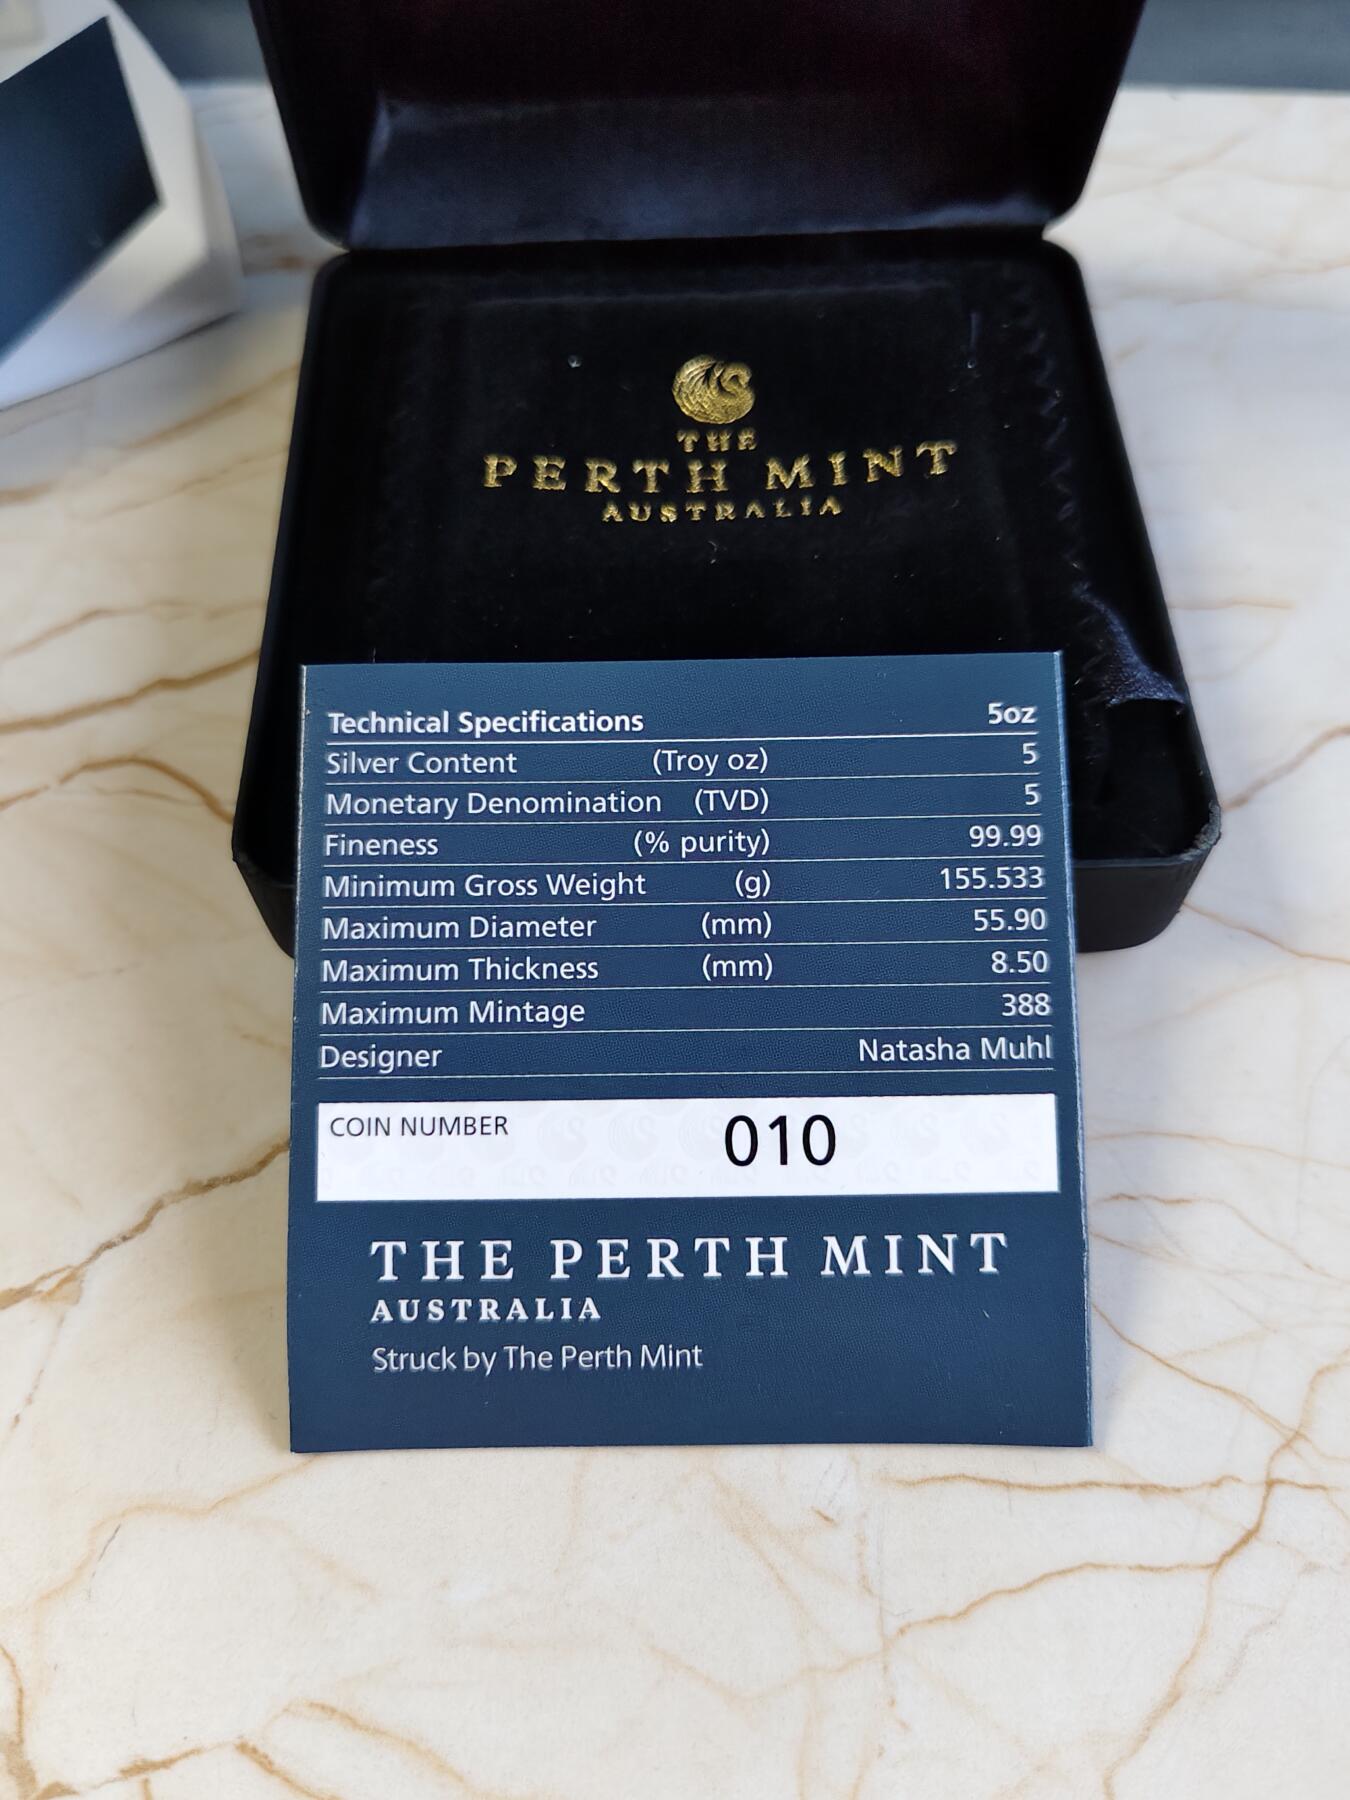 THE
PERTH MINT
AUSTRALIA
Technical Specifications 5oz
Silver Content (Troy oz) 5
Monetary Denomination (TVD) 5
Fineness (% purity) 99.99
Minimum Gross Weight (g) 155.533
Maximum Diameter (mm) 55.90
Maximum Thickness (mm) 8.50
Maximum Mintage 388
Designer Natasha Muhl
COIN NUMBER 010
THE PERTH MINT
AUSTRALIA
Struck by The Perth Mint